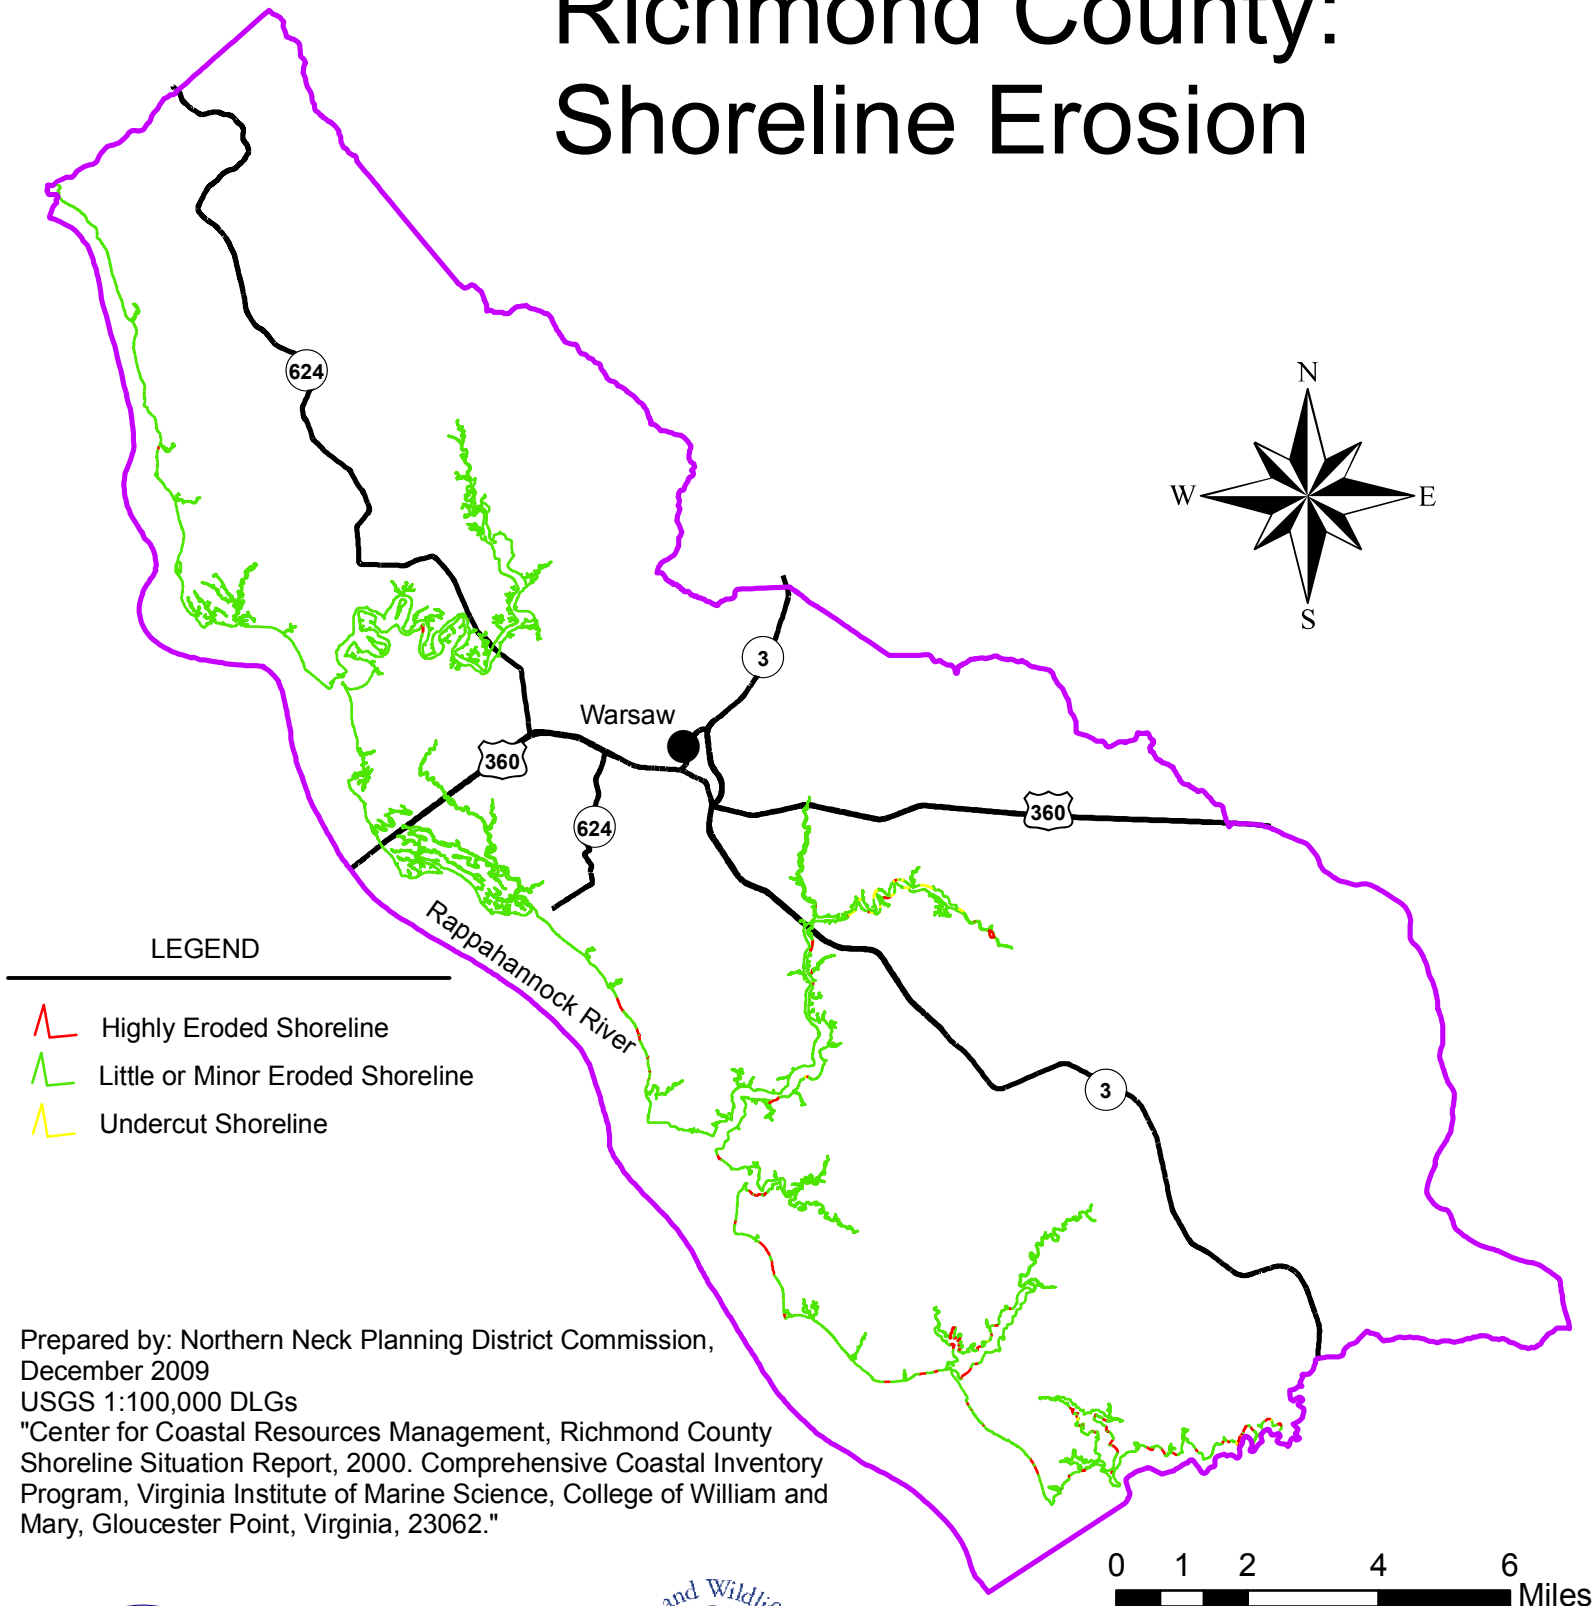 Richmond County:
Shoreline Erosion
N
W
E
S
624
3
Warsaw
360
624
360
Rappahannock River
3
LEGEND
Highly Eroded Shoreline
Little or Minor Eroded Shoreline
Undercut Shoreline
Prepared by: Northern Neck Planning District Commission,
December 2009
USGS 1:100,000 DLGs
"Center for Coastal Resources Management, Richmond County
Shoreline Situation Report, 2000. Comprehensive Coastal Inventory
Program, Virginia Institute of Marine Science, College of William and
Mary, Gloucester Point, Virginia, 23062."
0 1 2 4 6
Miles
and